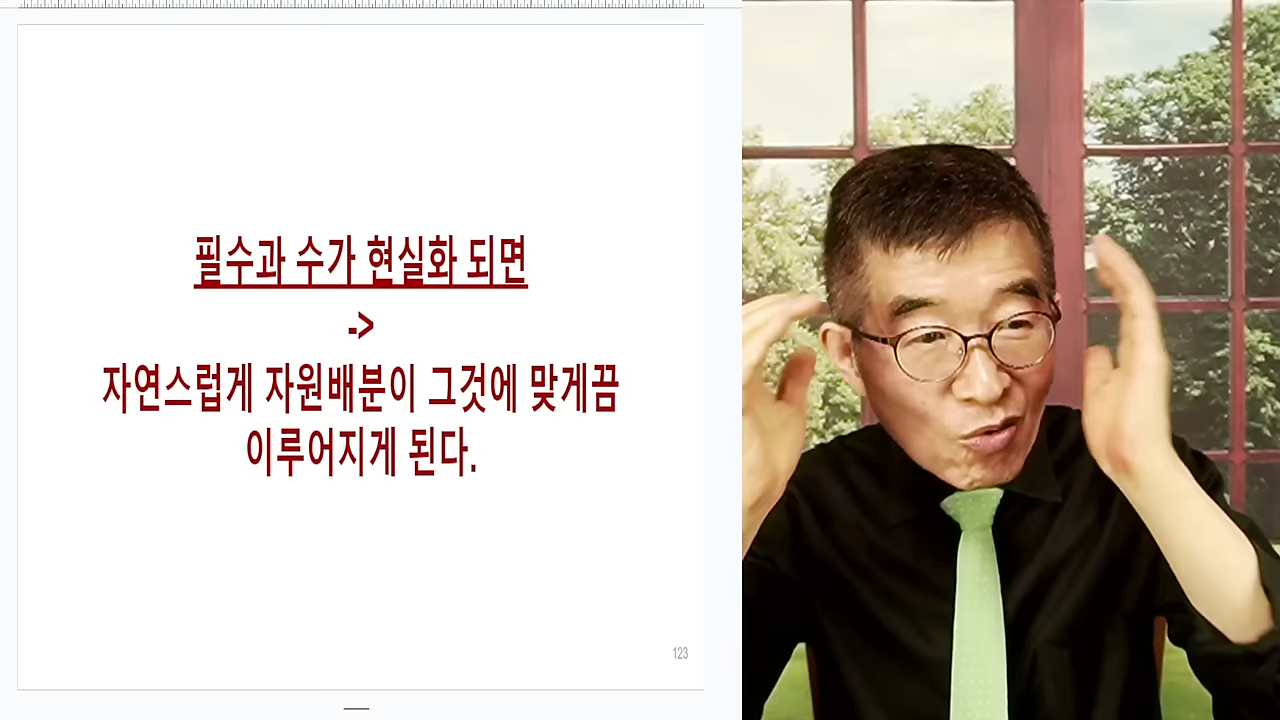 필수과 수가 현실화 되면
->
자연스럽게 자원배분이 그것에 맞게끔
이루어지게 된다.
123